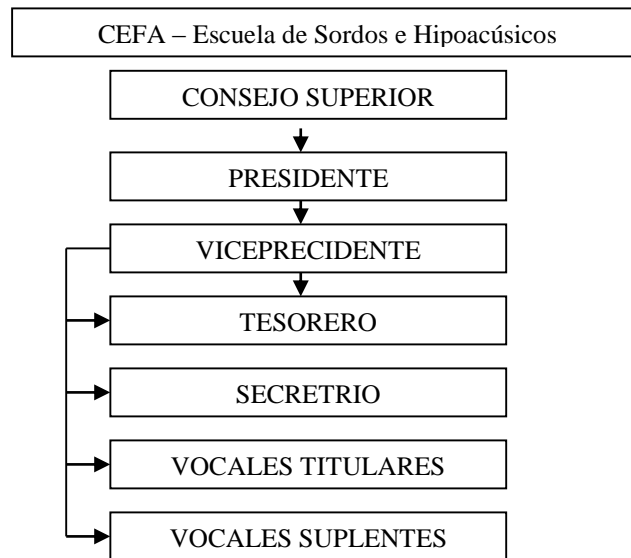 CEFA – Escuela de Sordos e Hipoacúsicos
CONSEJO SUPERIOR
PRESIDENTE
VICEPRECIDENTE
TESORERO
SECRETRIO
VOCALES TITULARES
VOCALES SUPLENTES